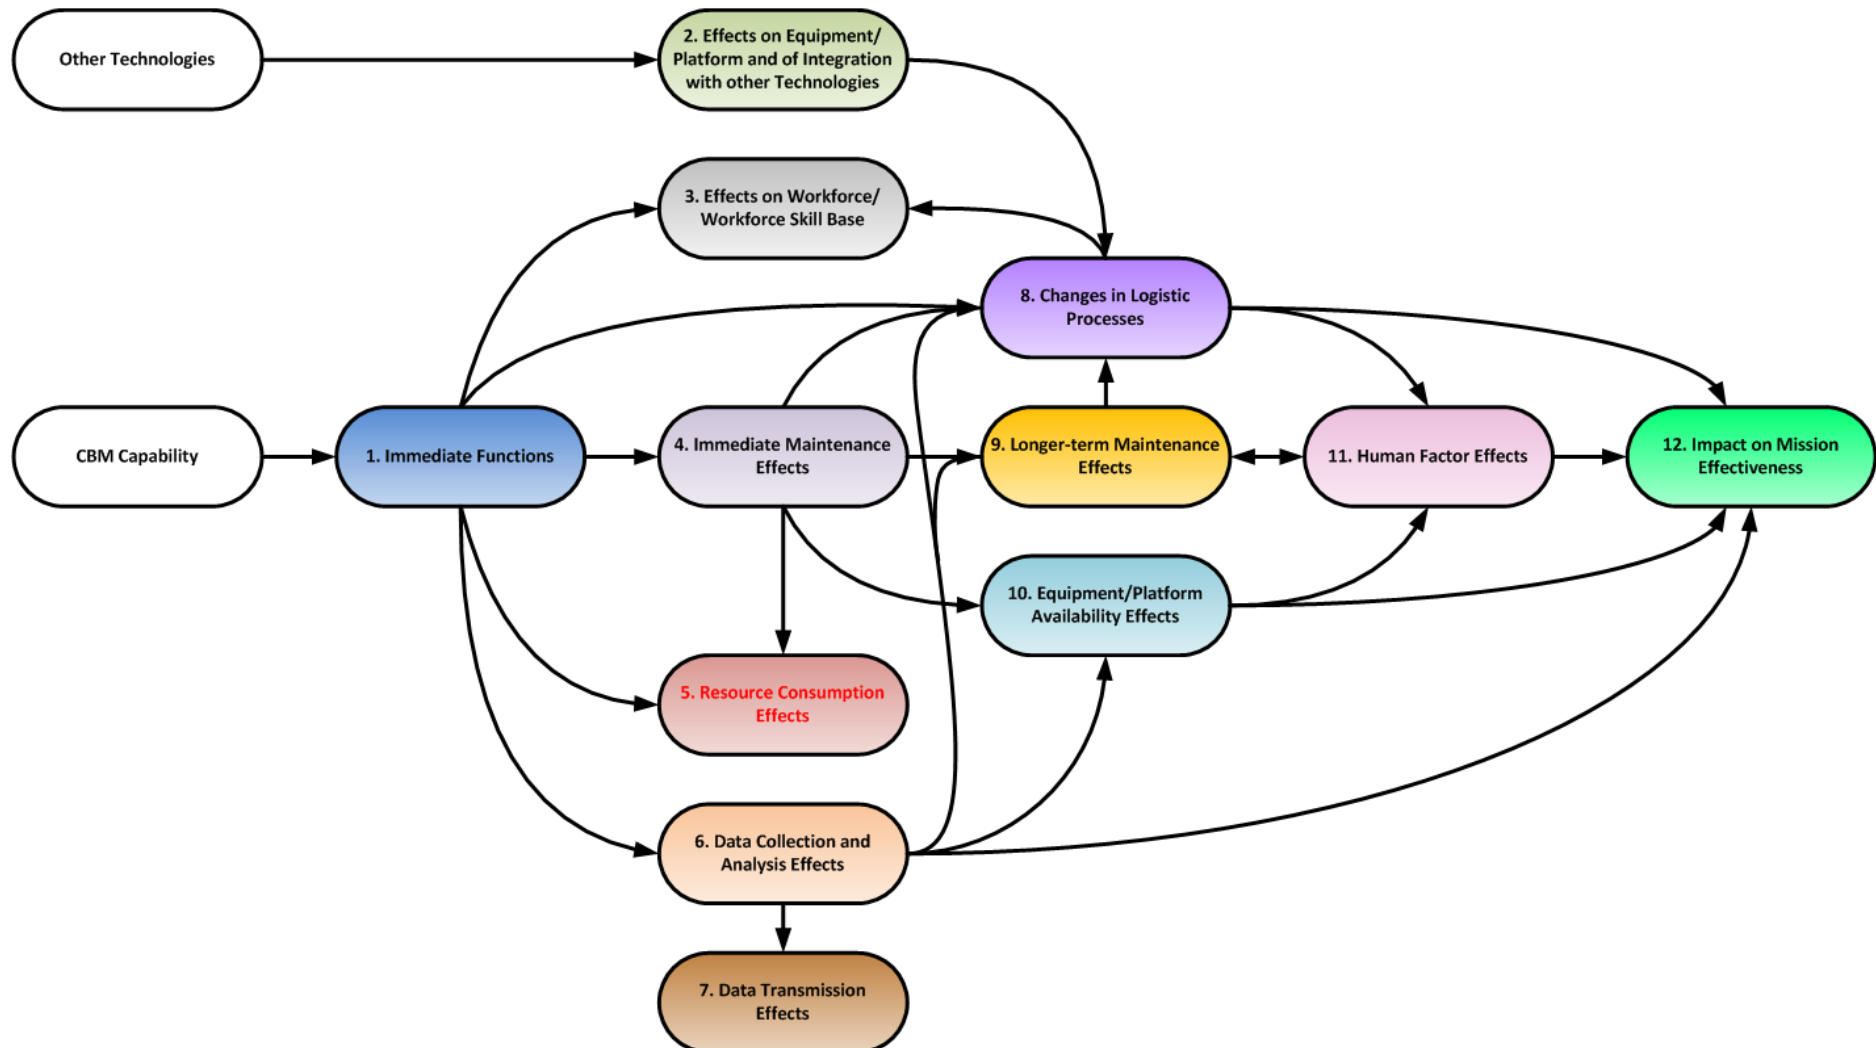 Other Technologies
2. Effects on Equipment/
Platform and of Integration
with other Technologies
3. Effects on Workforce/
Workforce Skill Base
8. Changes in Logistic
Processes
CBM Capability
1. Immediate Functions
4. Immediate Maintenance
Effects
9. Longer-term Maintenance
Effects
11. Human Factor Effects
12. Impact on Mission
Effectiveness
10. Equipment/Platform
Availability Effects
5. Resource Consumption
Effects
6. Data Collection and
Analysis Effects
7. Data Transmission
Effects